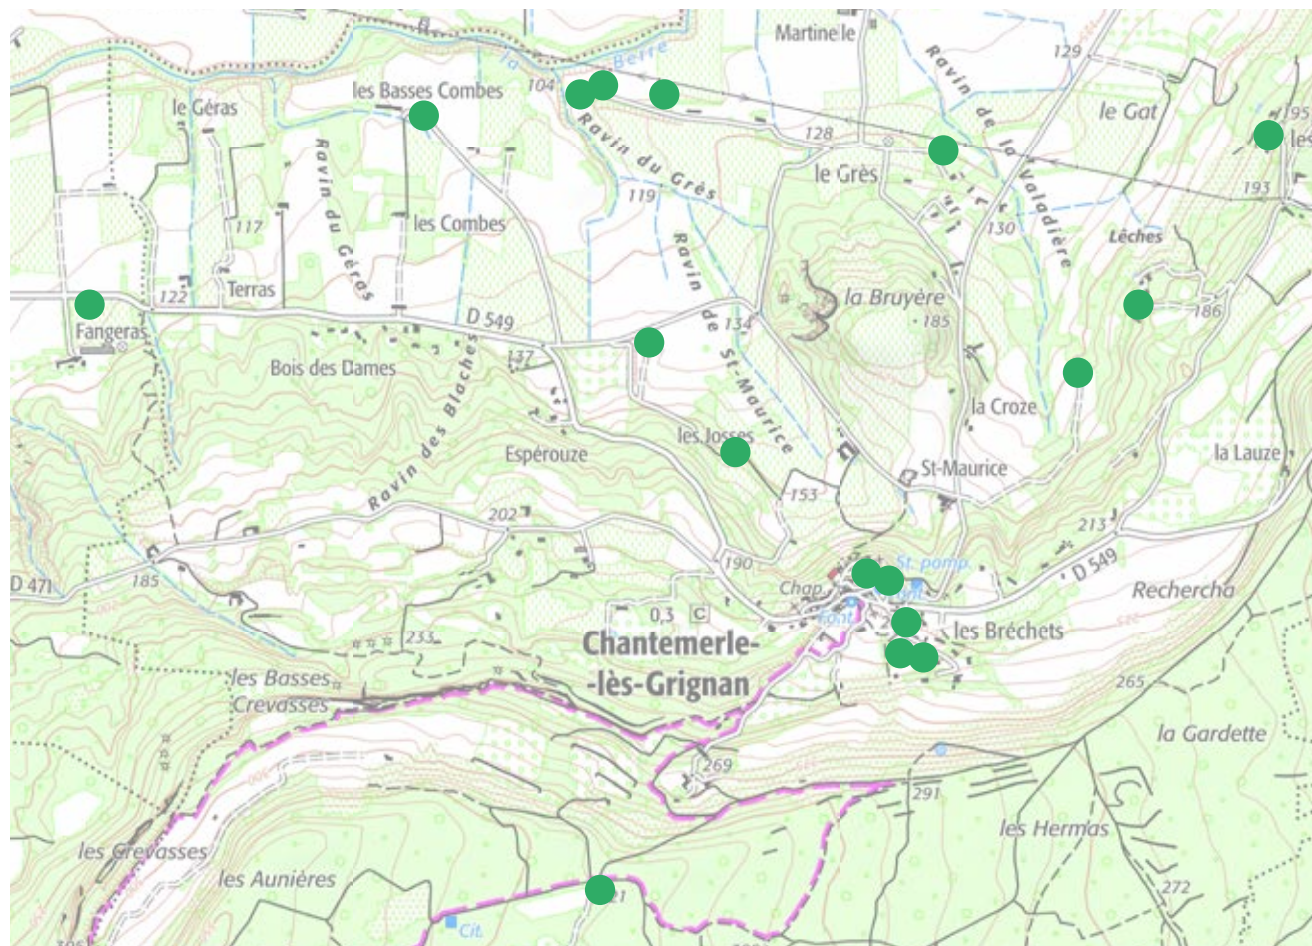 Martinele
129
la
Berre
104
les Basses Combes
le Géras
le Gat
195
les
128
Ravin de la Valadière
Ravin du Grès
Ravin du Géras
le Grès
193
119
les Combes
117
130
Lèches
Ravin de St-Maurice
Terras
122
la Bruyère
186
D 549
134
185
Fangeras
137
Bois des Dames
la Croze
Ravin des Blaches
les Josses
Espérouze
la Lauze
St-Maurice
153
202
213
190
D 549
St. pomp.
D 471
185
Chap.
Rechercha
0,3 C
Font.
233
Chantemerle-
-lès-Grignan
les Bréchets
les Basses
Crevasses
265
la Gardette
269
291
les Hermas
les Crevasses
les Aunières
272
Cit.